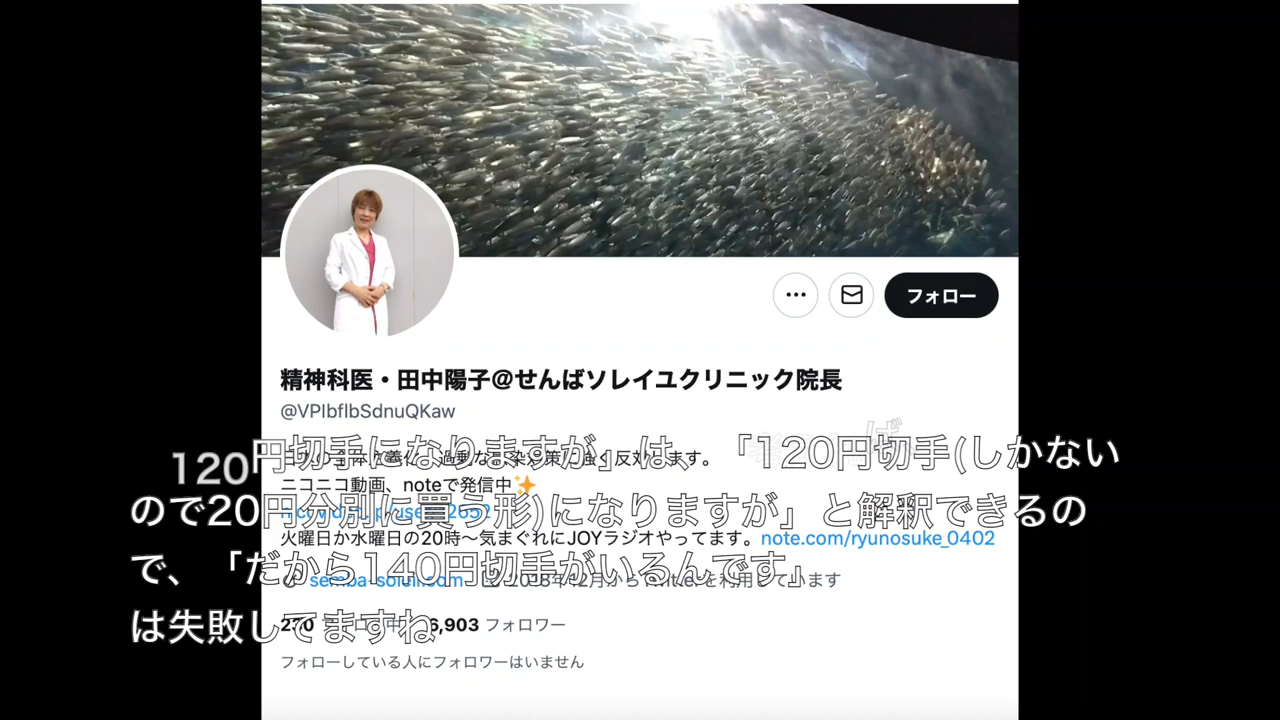 フォロー
精神科医・田中陽子@せんばソレイユクリニック院長
@VPIbflbSdnuQKaw
120円切手になりますが」は、「120円切手(しかない
ので20円分別に買う形)になりますが」と解釈できるの
で、「だから140円切手がいるんです」
は失敗してますね
ニコニコ動画、noteで発信中✨
火曜日か水曜日の20時〜気まぐれにJOYラジオやってます。note.com/ryunosuke_0402
6,903 フォロワー
フォローしている人にフォロワーはいません